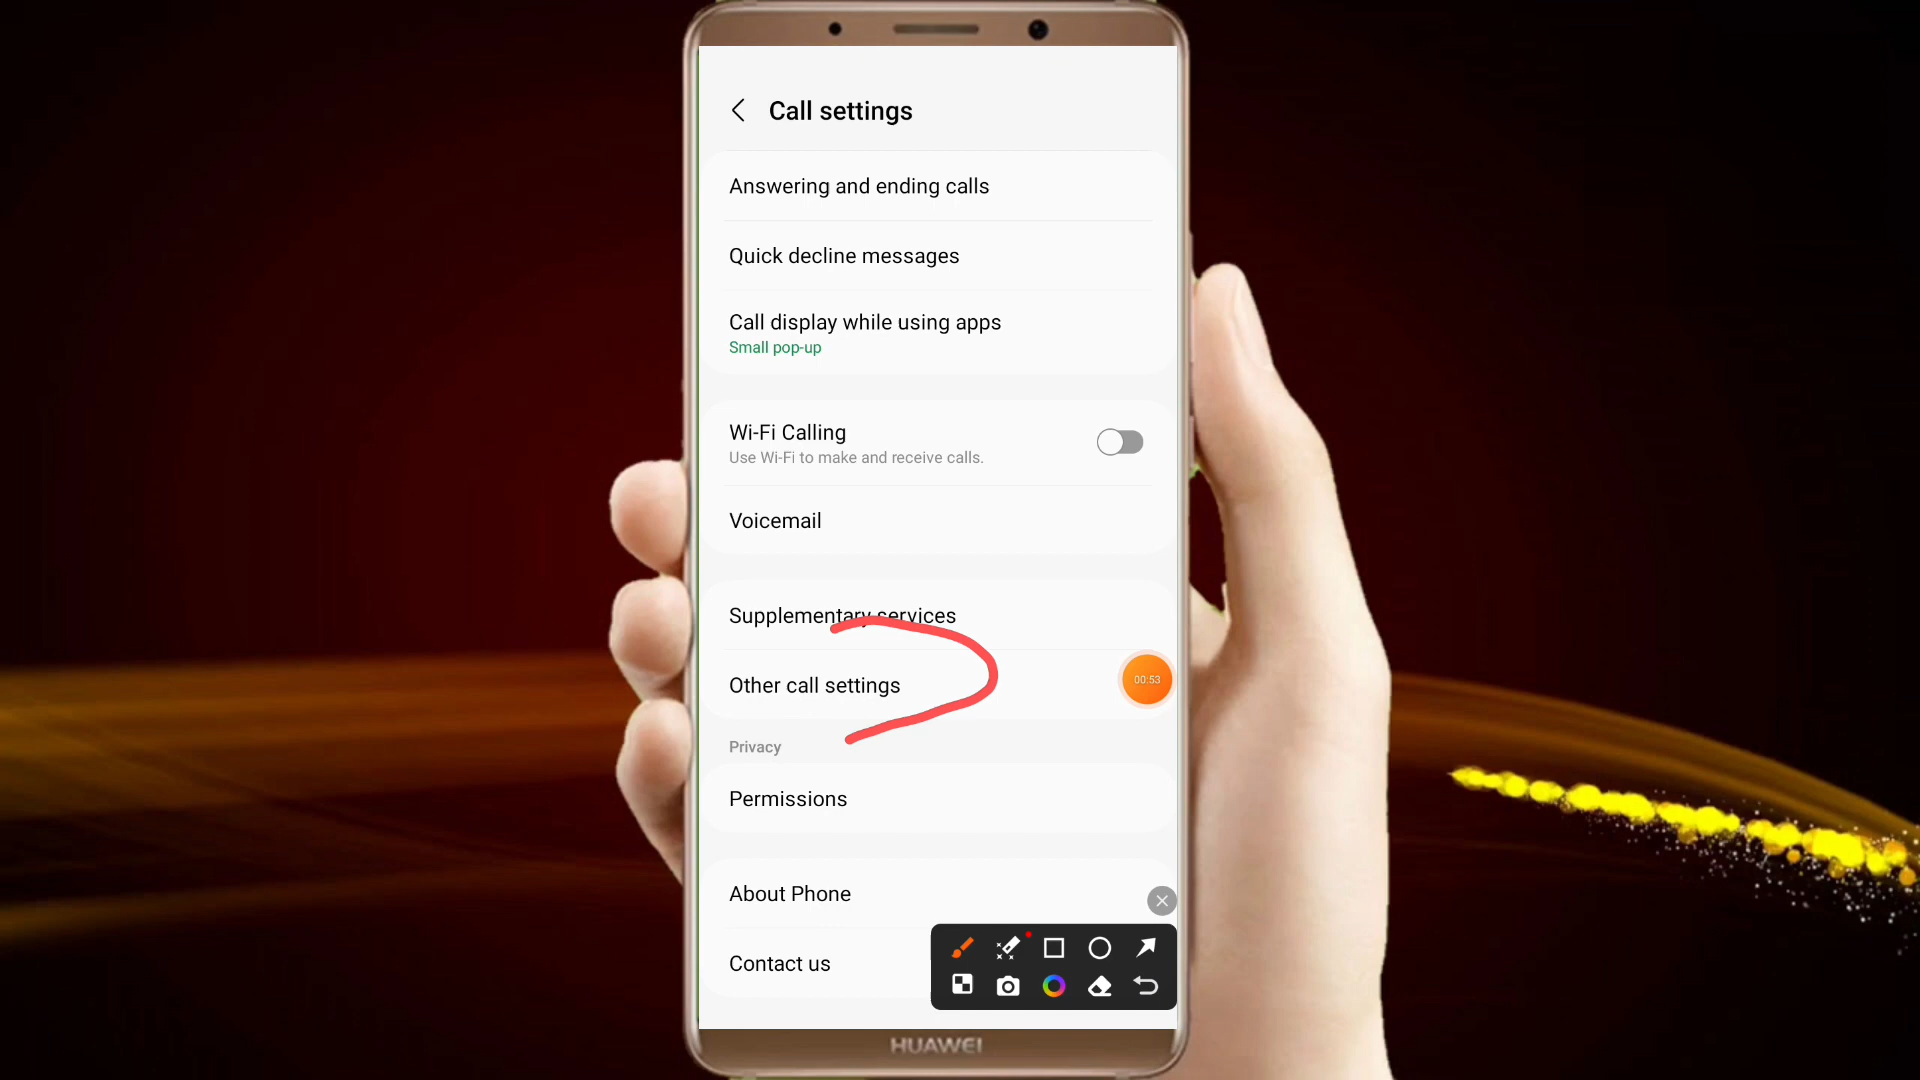 Call settings
Answering and ending calls
Quick decline messages
Call display while using apps
Small pop-up
Wi-Fi Calling
Use Wi-Fi to make and receive calls.
Voicemail
Supplementary services
Other call settings
00:53
Privacy
Permissions
About Phone
Contact us
HUAWEI